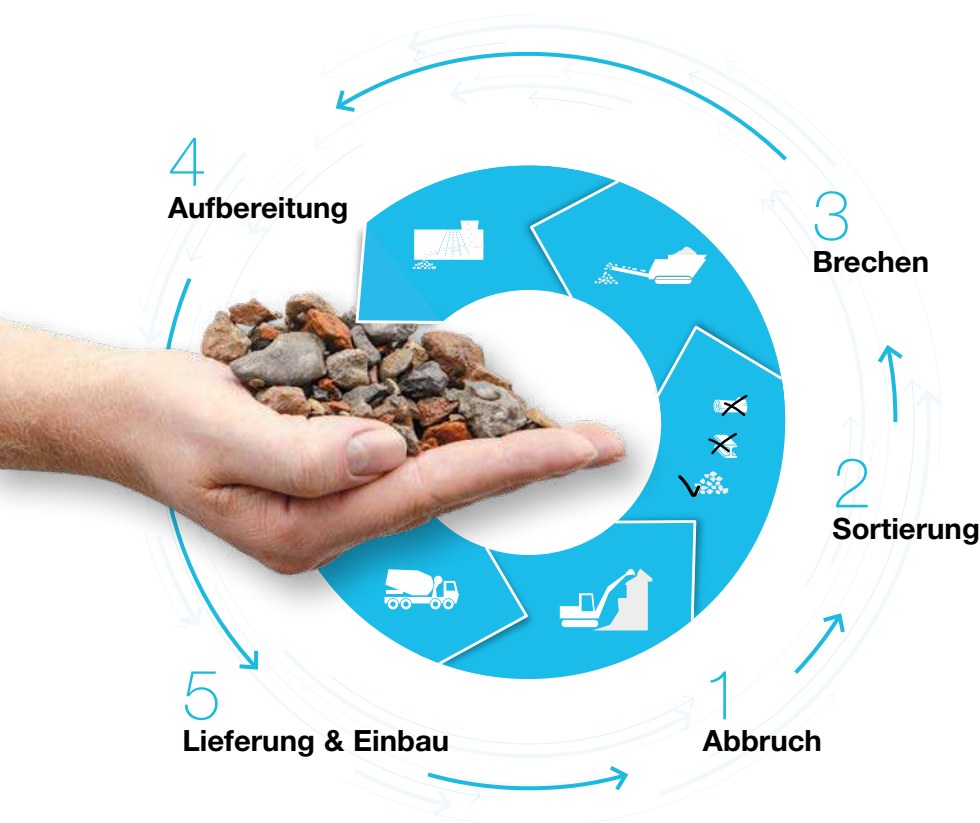 4
Aufbereitung
3
Brechen
2
Sortierung
5
Lieferung & Einbau
1
Abbruch